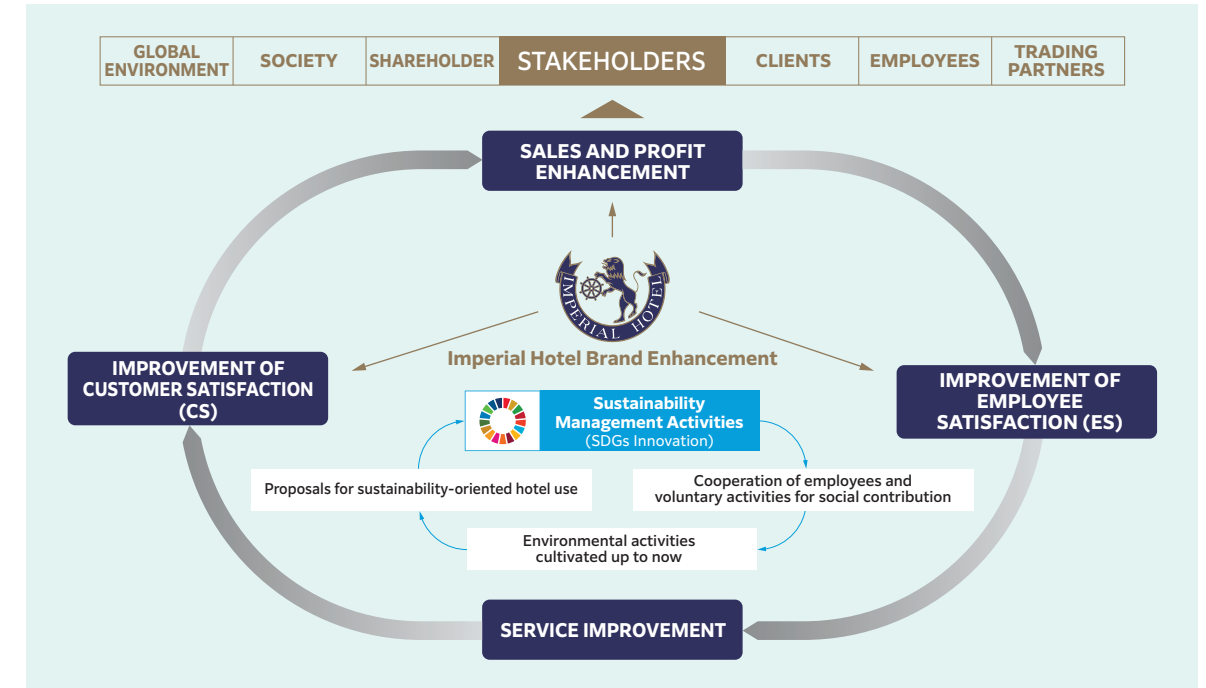 GLOBAL
ENVIRONMENT
SOCIETY
SHAREHOLDER
STAKEHOLDERS
CLIENTS
EMPLOYEES
TRADING
PARTNERS
SALES AND PROFIT
ENHANCEMENT
IMPERIAL HOTEL
Imperial Hotel Brand Enhancement
IMPROVEMENT OF
CUSTOMER SATISFACTION
(CS)
IMPROVEMENT OF
EMPLOYEE
SATISFACTION (ES)
Sustainability
Management Activities
(SDGs Innovation)
Proposals for sustainability-oriented hotel use
Cooperation of employees and
voluntary activities for social contribution
Environmental activities
cultivated up to now
SERVICE IMPROVEMENT